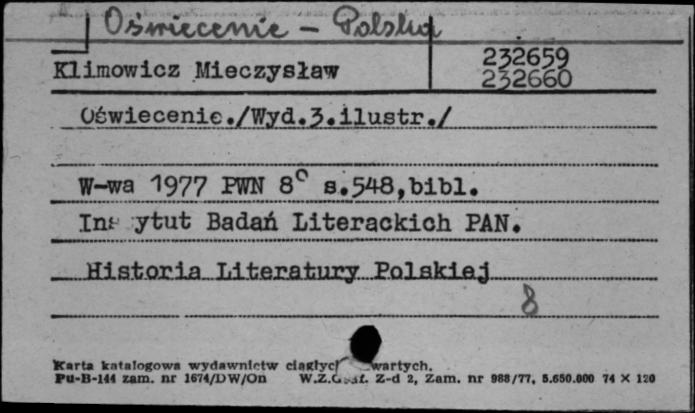 Oświecenie – Polska
Klimowicz Mieczysław
232659
232660
Oświecenie./Wyd.3.ilustr./
W-wa 1977 PWN 8° s.548,bibl.
Ins ytut Badań Literackich PAN.
Historia Literatury Polskiej
8
Karta katalogowa wydawnictw ciągłyc wartych.
Pu-B-144 zam. nr 1674/DW/On W.Z.Graf. Z-d 2, Zam. nr 988/77, 5.650.000 74 × 120